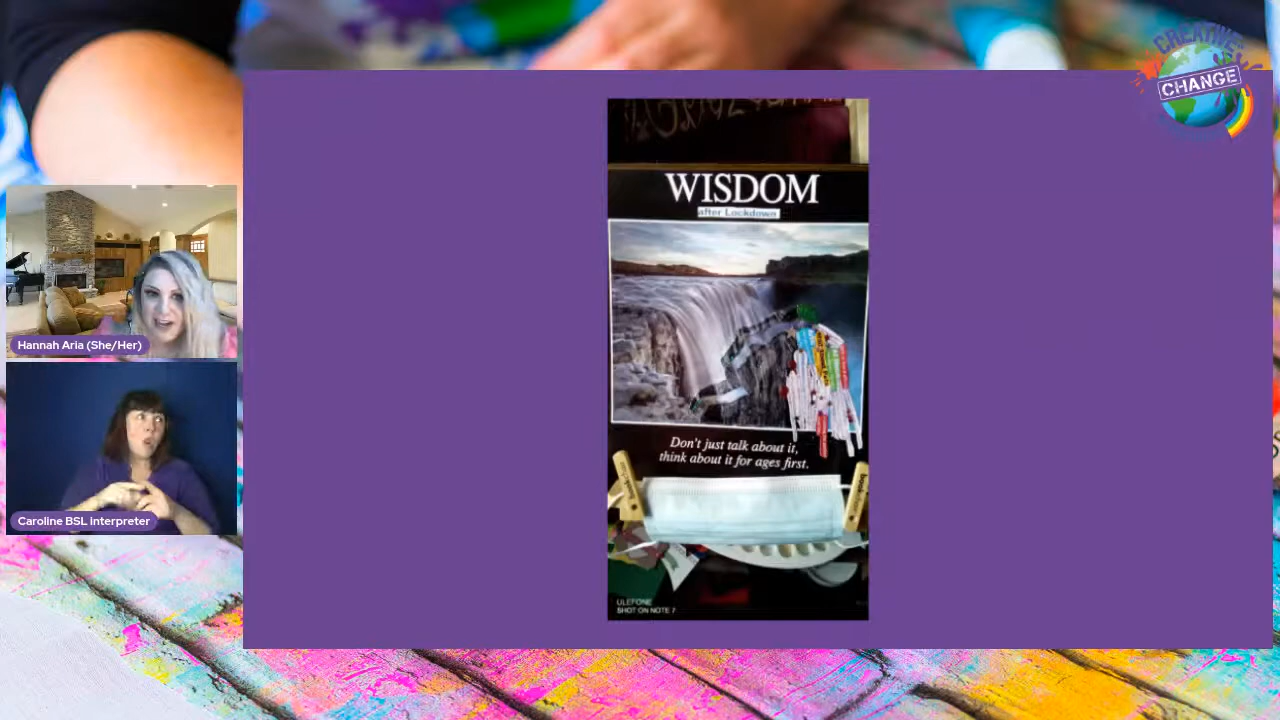 CREATIVE
CHANGE
WISDOM
after Lockdown
Don't just talk about it,
think about it for ages first.
ULEFONE
SHOT ON NOTE 7
Hannah Aria (She/Her)
Caroline BSL Interpreter